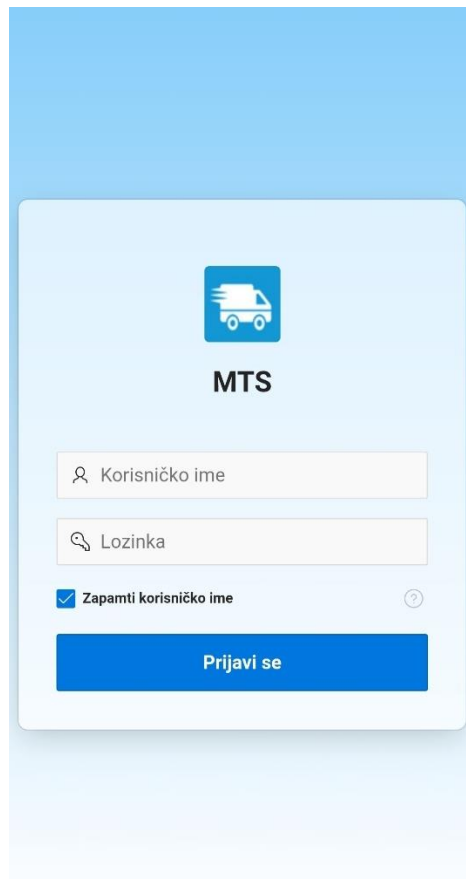 MTS
Korisničko ime
Lozinka
Zapamti korisničko ime
Prijavi se